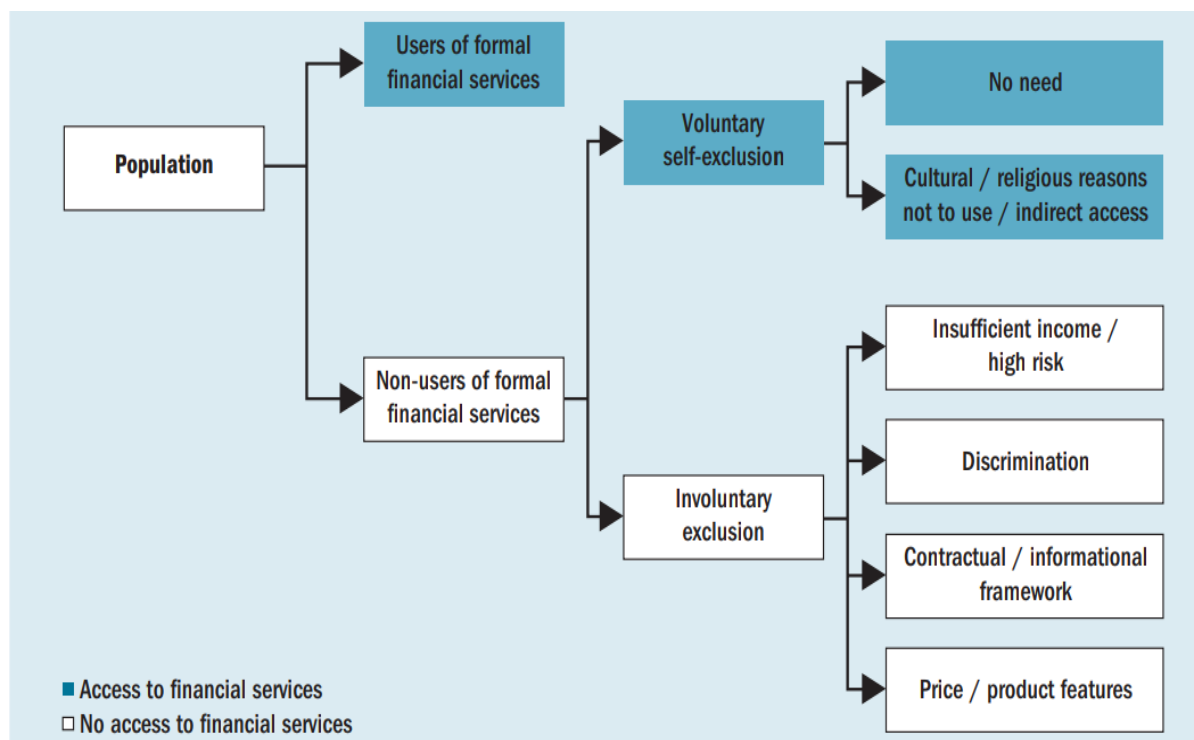 Users of formal
financial services
Population
Non-users of formal
financial services
Voluntary
self-exclusion
Involuntary
exclusion
No need
Cultural / religious reasons
not to use / indirect access
Insufficient income /
high risk
Discrimination
Contractual / informational
framework
Price / product features
Access to financial services
No access to financial services